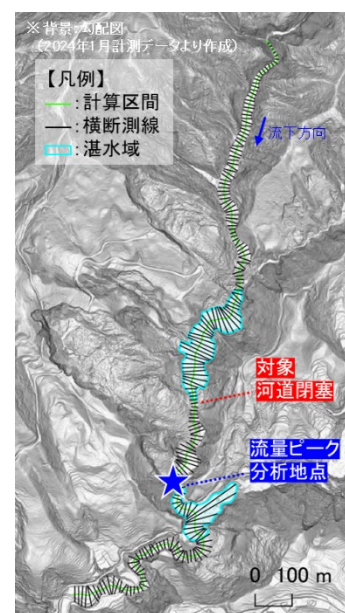 ※背景:勾配図
（2024年1月計測データより作成）
【凡例】
:計算区間
:横断測線
:湛水域
流下方向
対象
河道閉塞
流量ピーク
分析地点
0 100 m